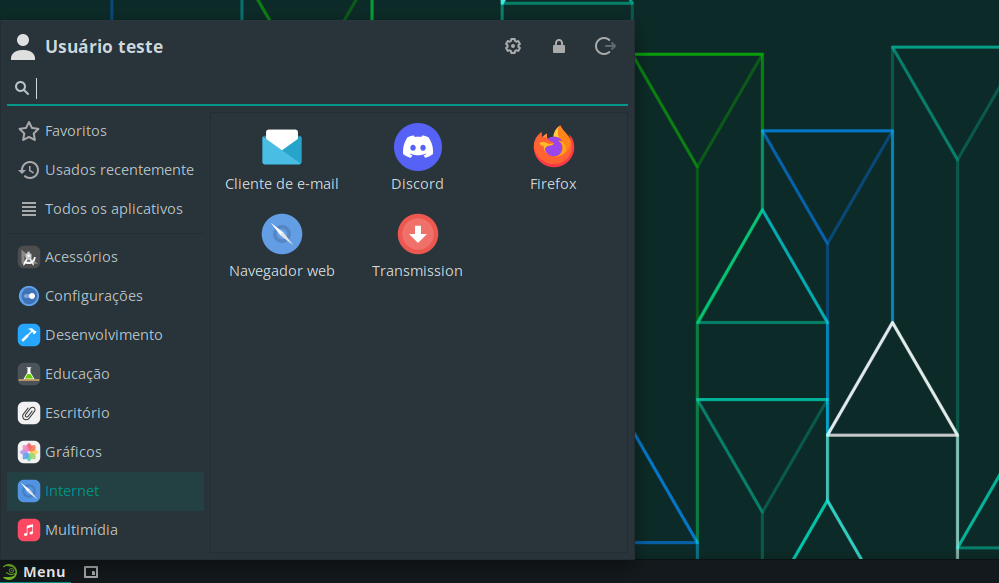 Usuário teste
Favoritos
Usados recentemente
Todos os aplicativos
Acessórios
Configurações
Desenvolvimento
Educação
Escritório
Gráficos
Internet
Multimídia
Cliente de e-mail
Discord
Firefox
Navegador web
Transmission
Menu